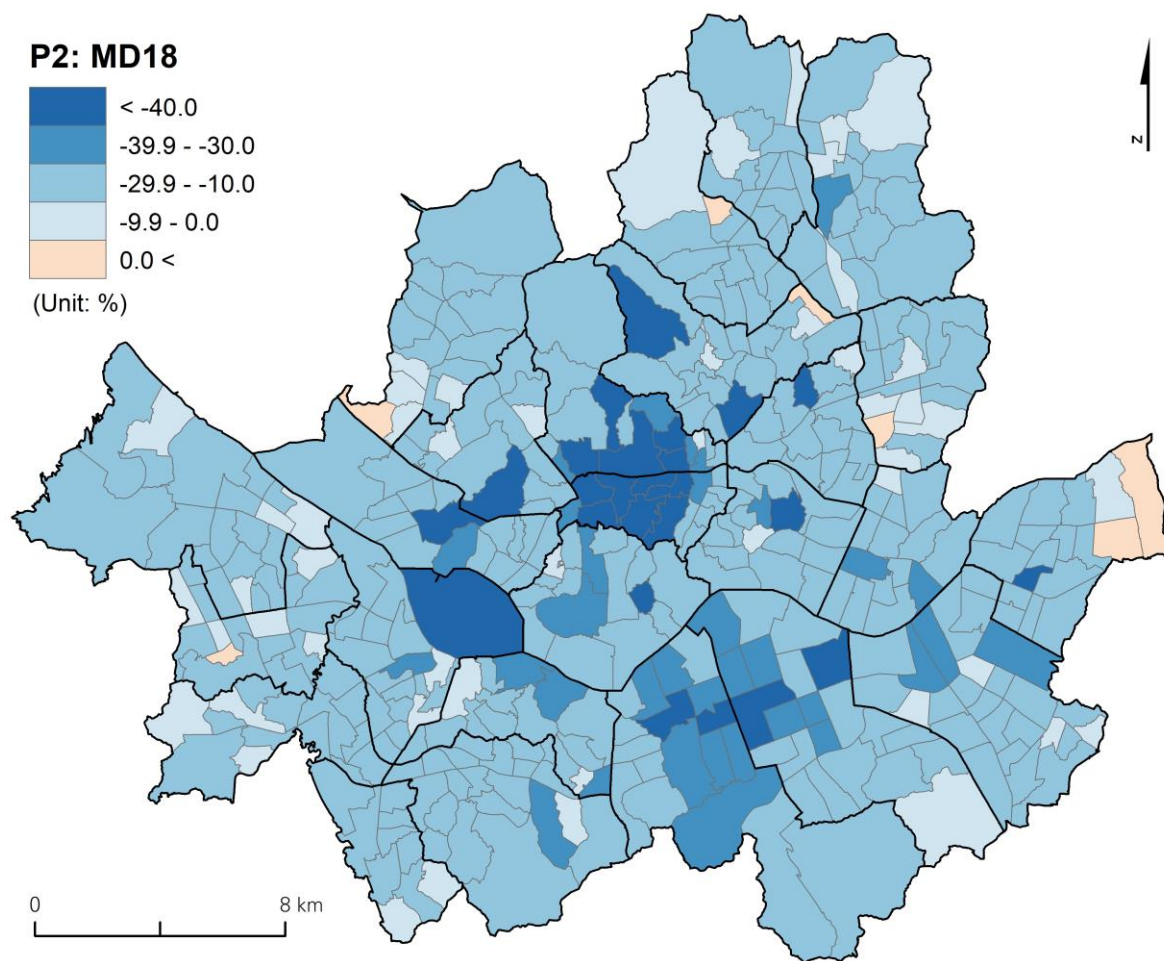 P2: MD18
< -40.0
-39.9 - -30.0
-29.9 - -10.0
-9.9 - 0.0
0.0 <
(Unit: %)
N
0 8 km